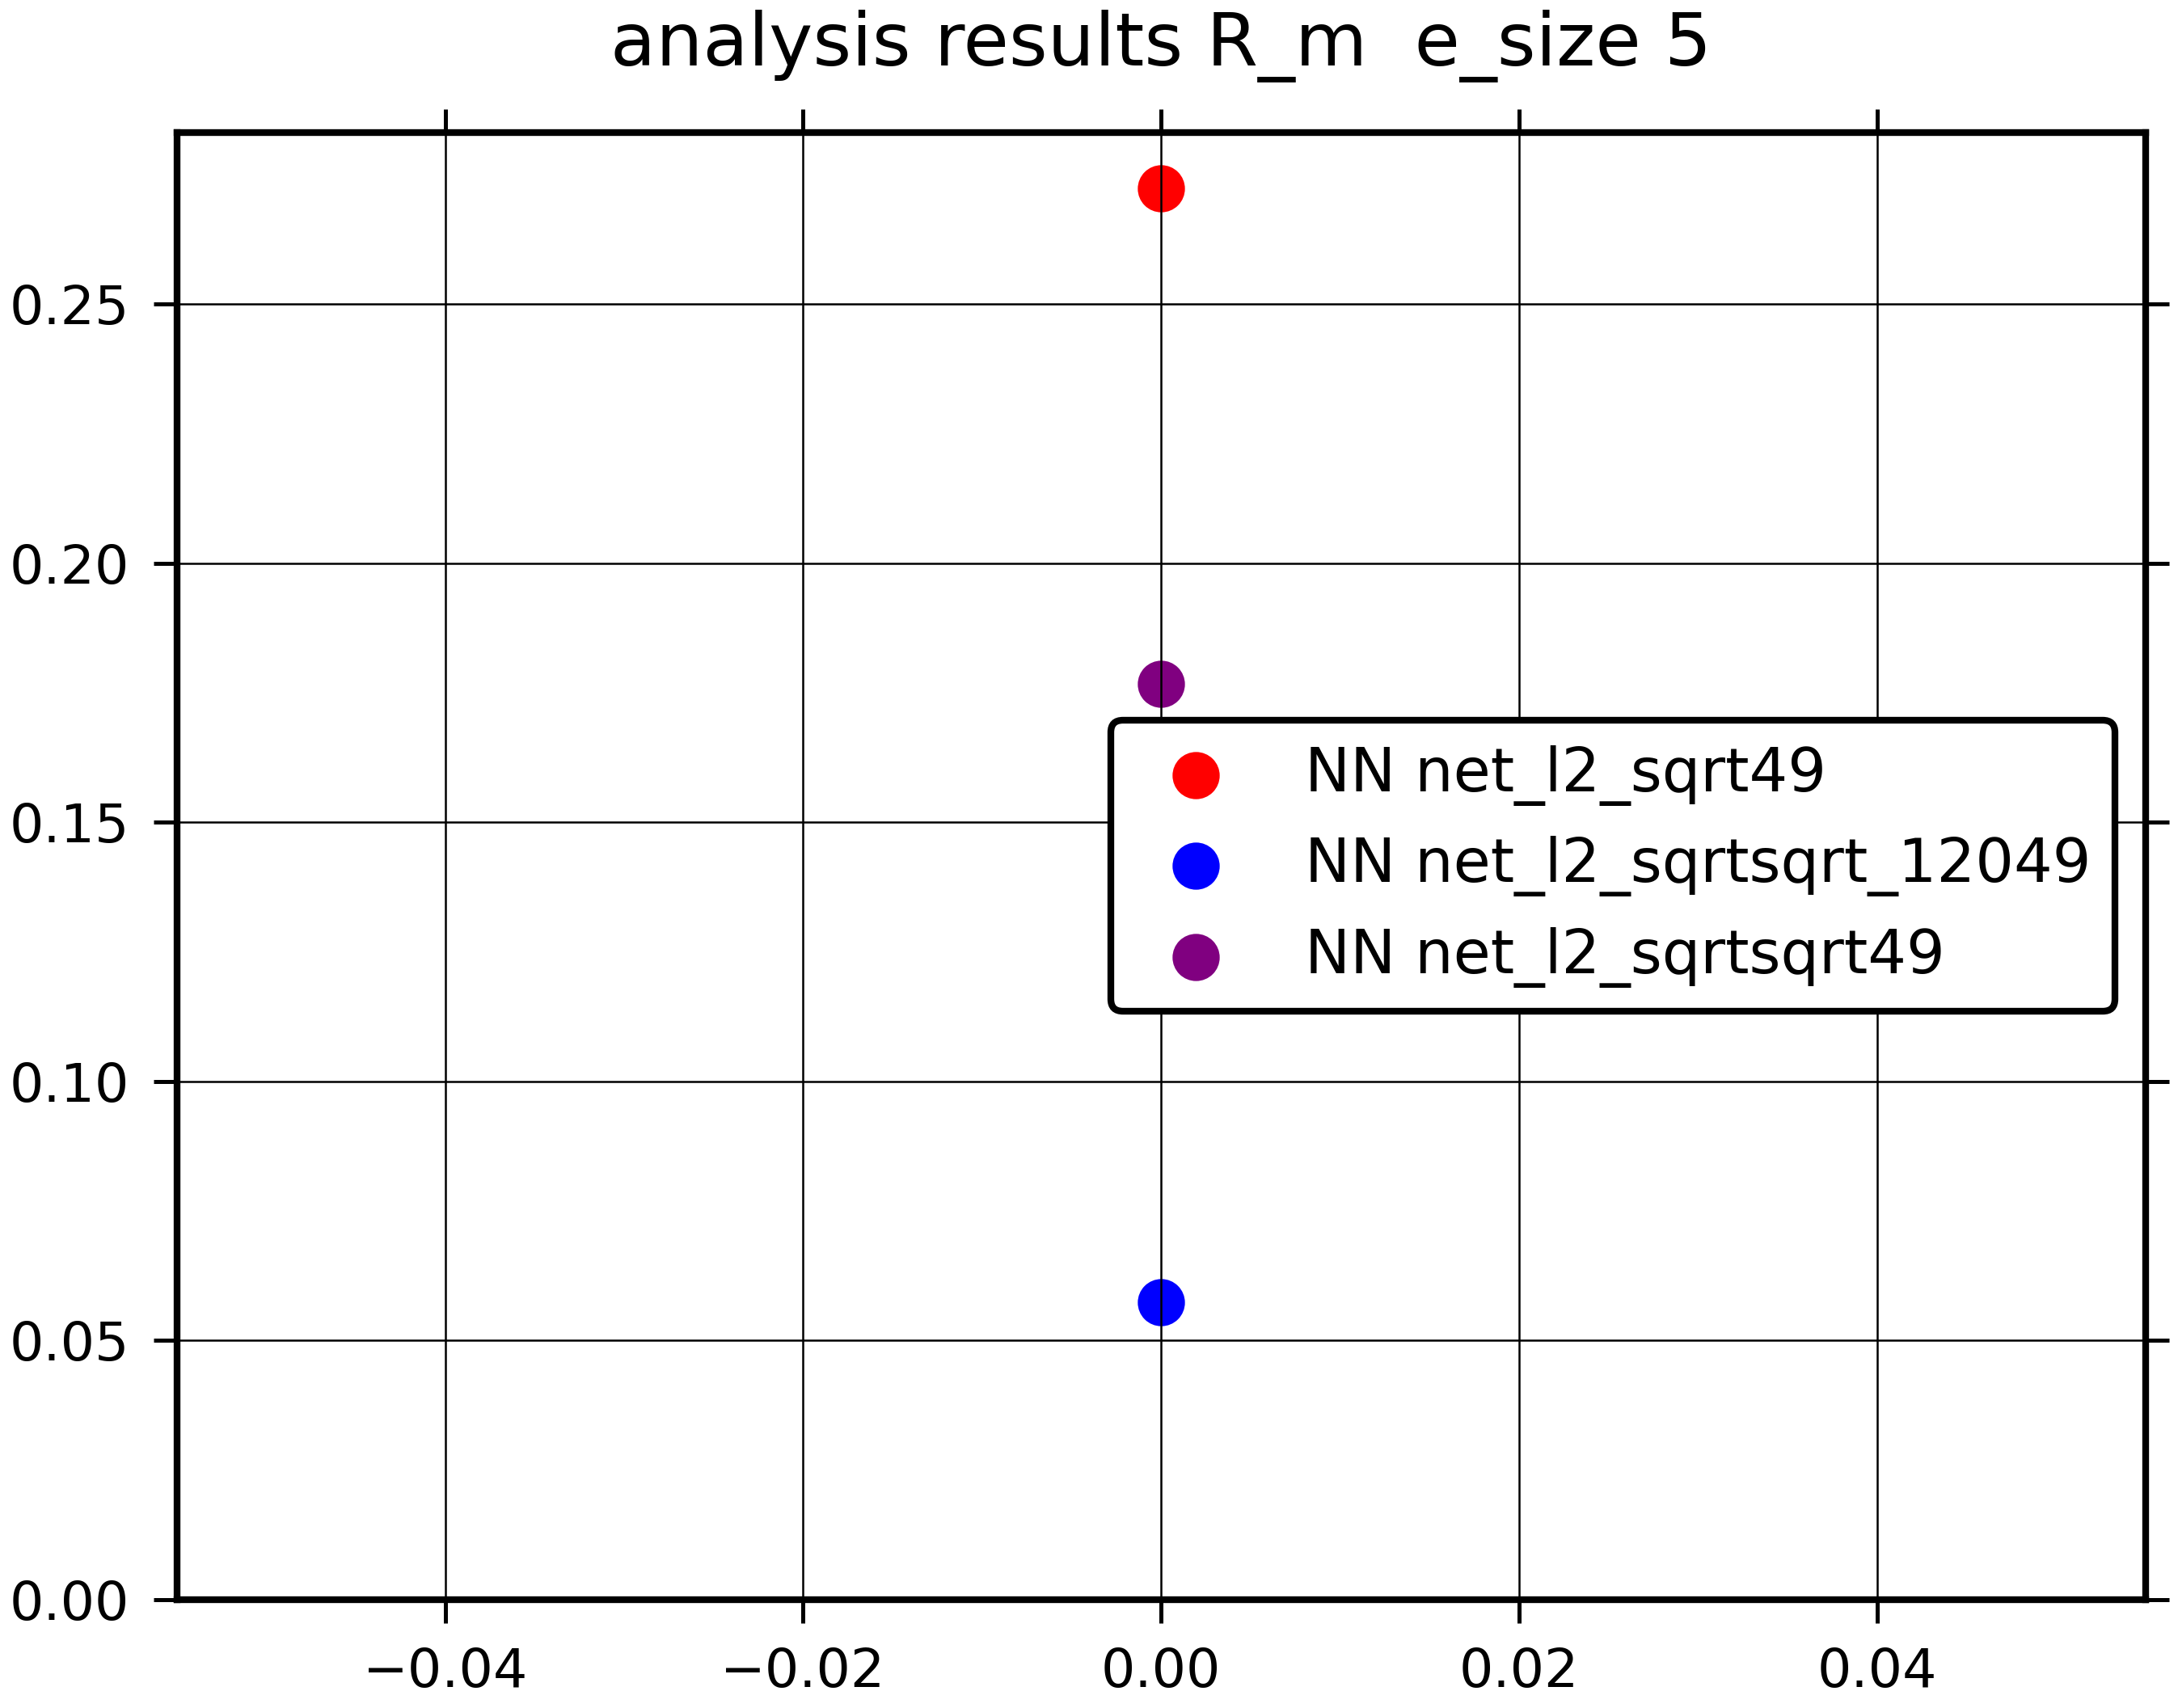 analysis results R_m  e_size 5
0.25
0.20
0.15
0.10
0.05
0.00
NN net_l2_sqrt49
NN net_l2_sqrtsqrt_12049
NN net_l2_sqrtsqrt49
−0.04 −0.02 0.00 0.02 0.04